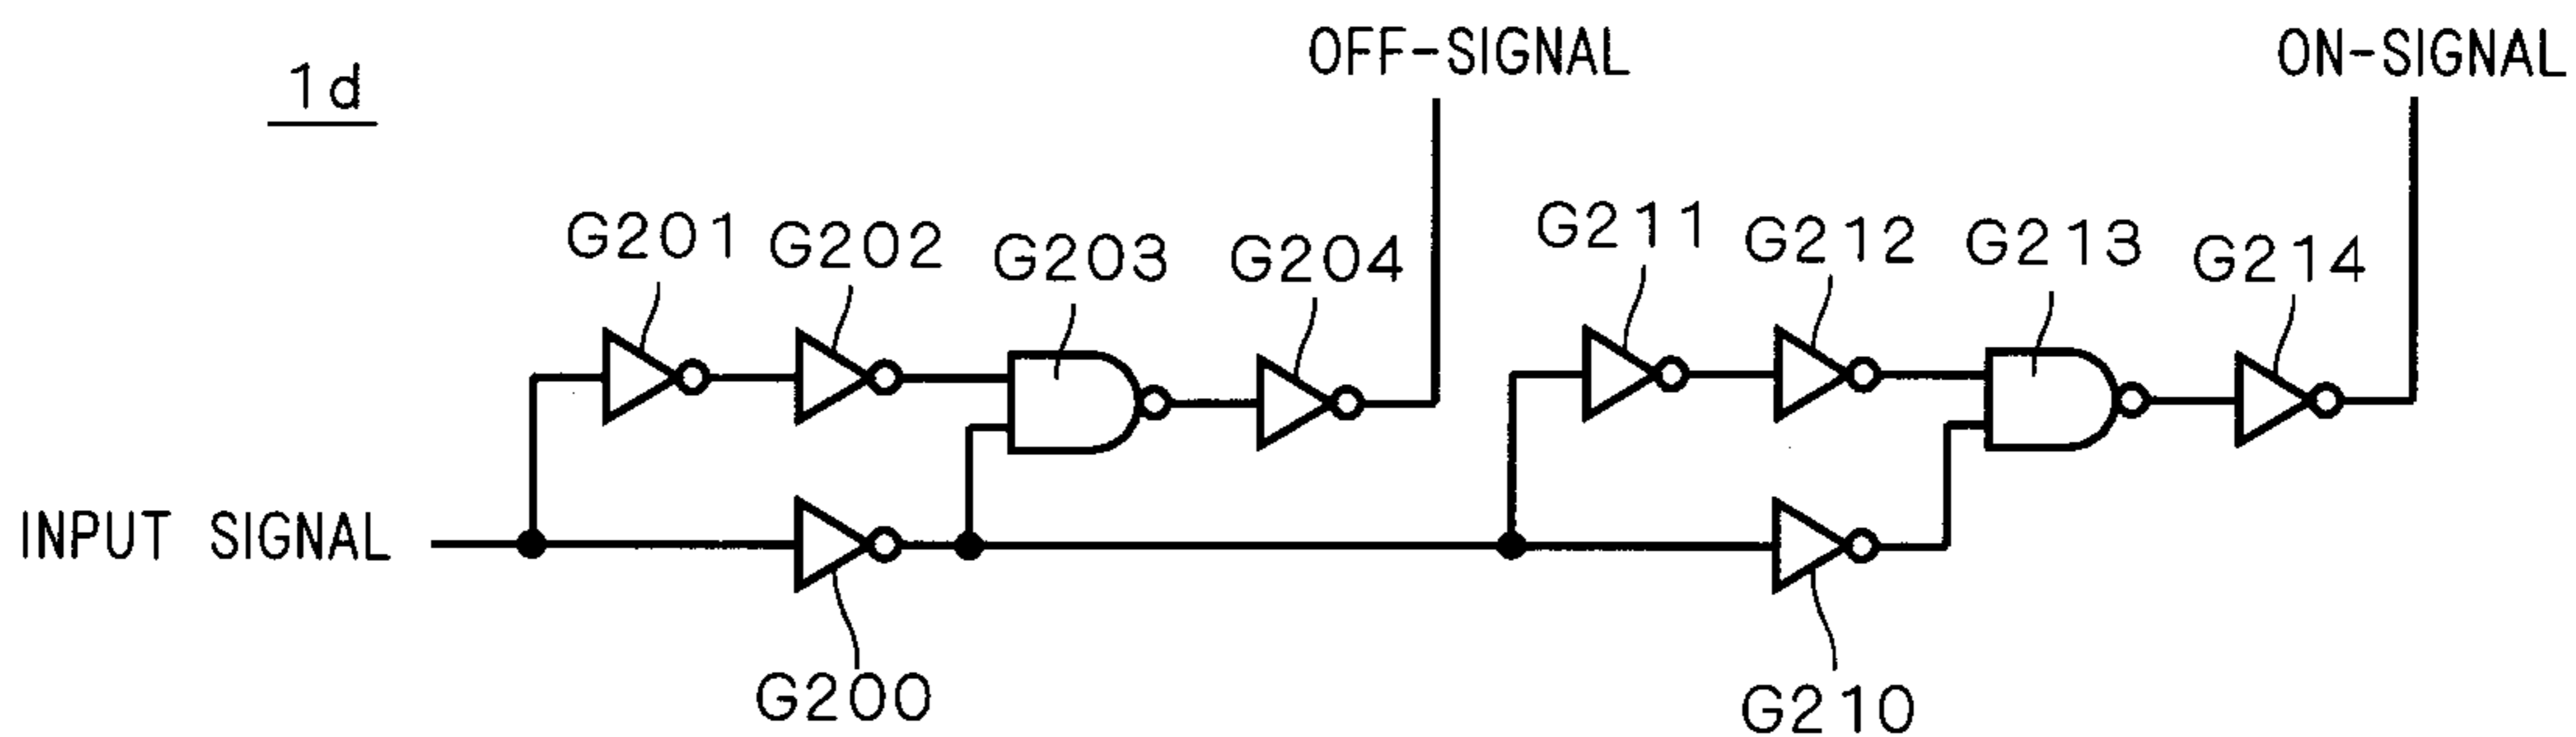 1d
OFF-SIGNAL
ON-SIGNAL
G201
G202
G203
G204
G211
G212
G213
G214
INPUT SIGNAL
G200
G210